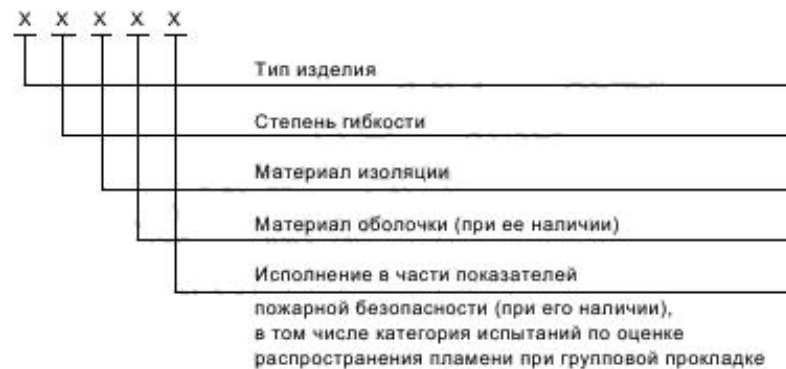 X X X X X
Тип изделия
Степень гибкости
Материал изоляции
Материал оболочки (при ее наличии)
Исполнение в части показателей
пожарной безопасности (при его наличии),
в том числе категория испытаний по оценке
распространения пламени при групповой прокладке